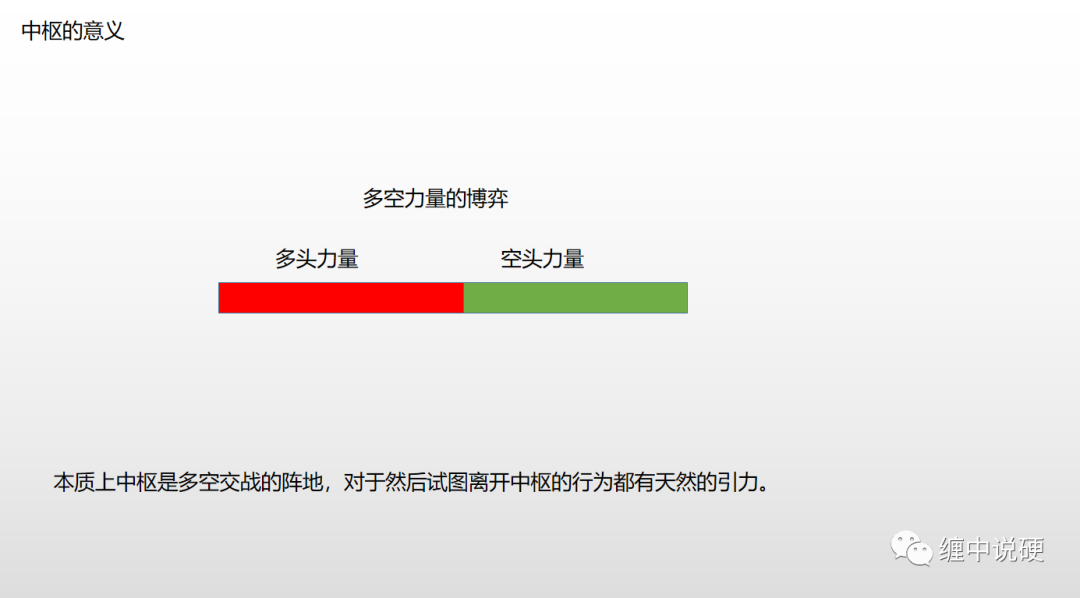 中枢的意义
多空力量的博弈
多头力量 空头力量
本质上中枢是多空交战的阵地，对于然后试图离开中枢的行为都有天然的引力。
缠中说硬